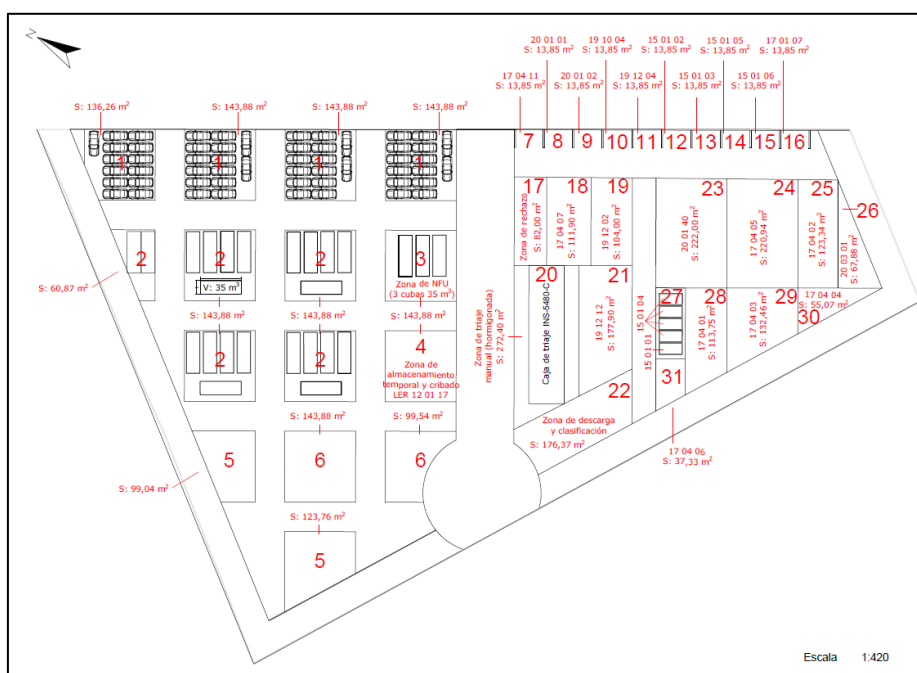 N
20 01 01
S: 13,85 m²
19 10 04
S: 13,85 m²
15 01 02
S: 13,85 m²
15 01 05
S: 13,85 m²
17 01 07
S: 13,85 m²
17 04 11
S: 13,85 m²
20 01 02
S: 13,85 m²
19 12 04
S: 13,85 m²
15 01 03
S: 13,85 m²
15 01 06
S: 13,85 m²
S: 136,26 m²
S: 143,88 m²
S: 143,88 m²
S: 143,88 m²
1
1
1
1
7
8
9
10
11
12
13
14
15
16
17
18
19
23
24
25
26
Zona de rechazo
S: 82,00 m²
17 04 07
S: 111,90 m²
19 12 02
S: 104,00 m²
20 01 40
S: 222,00 m²
17 04 05
S: 220,94 m²
17 04 02
S: 123,34 m²
20 03 01
S: 67,88 m²
2
2
2
3
V: 35 m³
Zona de NFU
(3 cubas 35 m³)
S: 60,87 m²
S: 143,88 m²
S: 143,88 m²
S: 143,88 m²
20
21
27
28
29
17 04 04
S: 55,07 m²
30
Zona de triaje
manual (hormigonada)
S: 272,40 m²
Caja de triaje INS-5480-C
19 12 12
S: 177,90 m²
15 01 04
15 01 01
17 04 01
S: 113,75 m²
17 04 03
S: 132,46 m²
2
2
4
Zona de
almacenamiento
temporal y cribado
LER 12 01 17
31
22
S: 143,88 m²
S: 99,54 m²
Zona de descarga
y clasificación
S: 176,37 m²
17 04 06
S: 37,33 m²
5
6
6
S: 99,04 m²
S: 123,76 m²
5
Escala 1:420